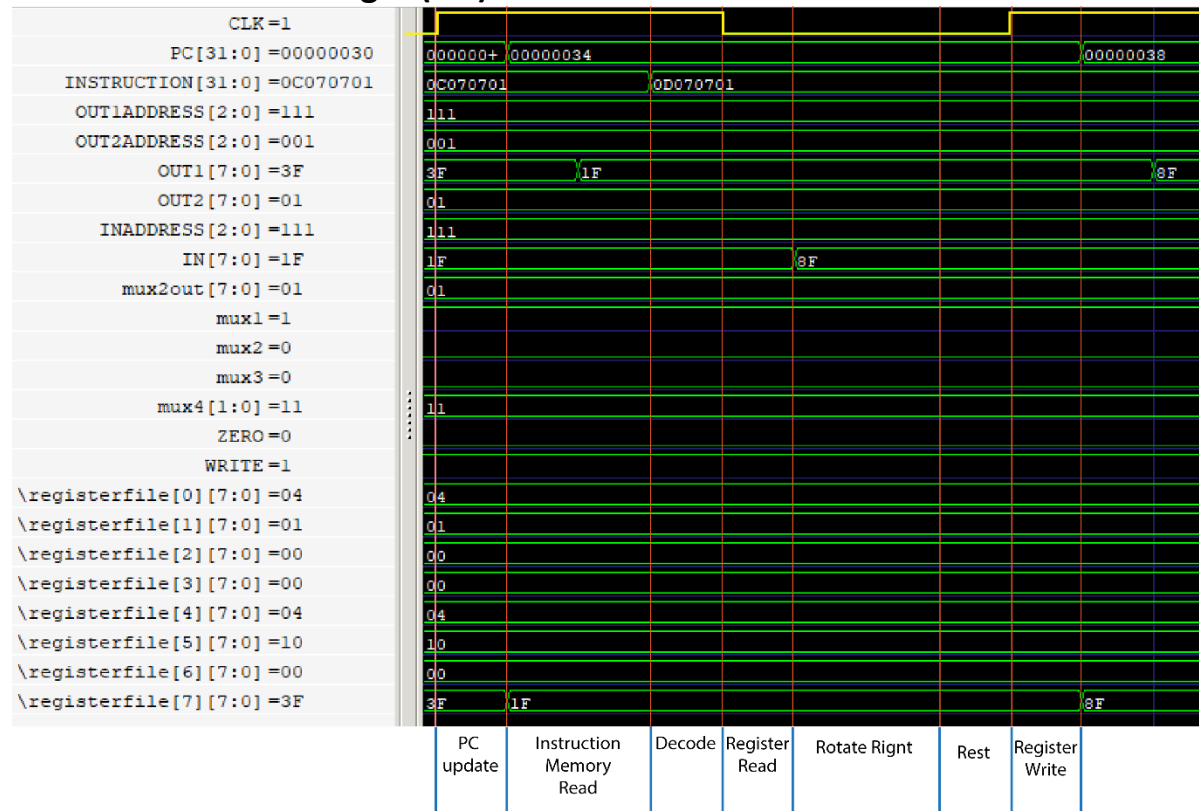 CLK=1
PC[31:0]=00000030 000000+ 00000034 00000038
INSTRUCTION[31:0]=0C070701 0C070701 0D070701
OUT1ADDRESS[2:0]=111 111
OUT2ADDRESS[2:0]=001 001
OUT1[7:0]=3F 3F 1F 8F
OUT2[7:0]=01 01
INADDRESS[2:0]=111 111
IN[7:0]=1F 1F 8F
mux2out[7:0]=01 01
mux1=1
mux2=0
mux3=0
mux4[1:0]=11 11
ZERO=0
WRITE=1
\registerfile[0][7:0]=04 04
\registerfile[1][7:0]=01 01
\registerfile[2][7:0]=00 00
\registerfile[3][7:0]=00 00
\registerfile[4][7:0]=04 04
\registerfile[5][7:0]=10 10
\registerfile[6][7:0]=00 00
\registerfile[7][7:0]=3F 3F 1F 8F
PC update
Instruction Memory Read
Decode
Register Read
Rotate Rignt
Rest
Register Write